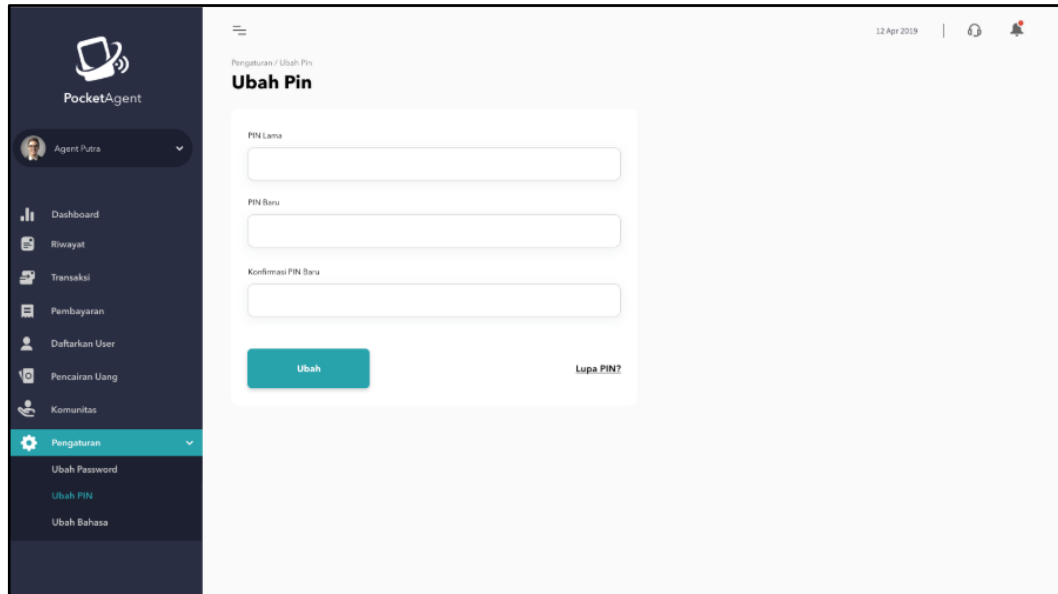 PocketAgent
Agent Putra
Dashboard
Riwayat
Transaksi
Pembayaran
Daftarkan User
Pencairan Uang
Komunitas
Pengaturan
Ubah Password
Ubah PIN
Ubah Bahasa
12 Apr 2019
Pengaturan / Ubah Pin
Ubah Pin
PIN Lama
PIN Baru
Konfirmasi PIN Baru
Ubah
Lupa PIN?